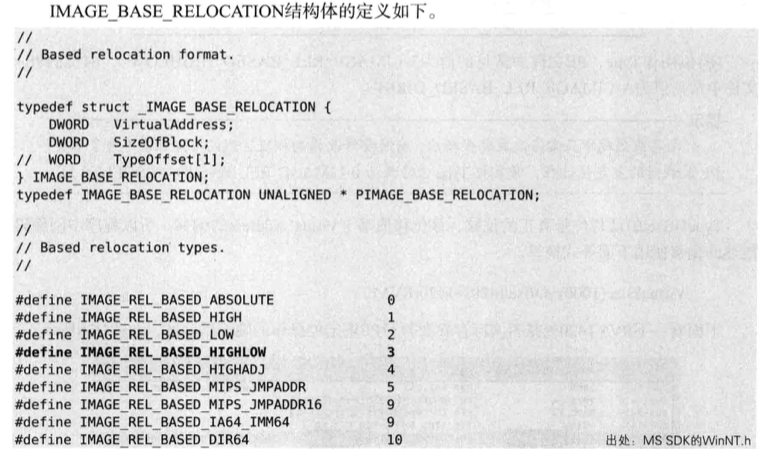 IMAGE_BASE_RELOCATION结构体的定义如下。
//
// Based relocation format.
//
typedef struct _IMAGE_BASE_RELOCATION {
    DWORD   VirtualAddress;
    DWORD   SizeOfBlock;
//  WORD    TypeOffset[1];
} IMAGE_BASE_RELOCATION;
typedef IMAGE_BASE_RELOCATION UNALIGNED * PIMAGE_BASE_RELOCATION;
//
// Based relocation types.
//
#define IMAGE_REL_BASED_ABSOLUTE              0
#define IMAGE_REL_BASED_HIGH                  1
#define IMAGE_REL_BASED_LOW                   2
#define IMAGE_REL_BASED_HIGHLOW               3
#define IMAGE_REL_BASED_HIGHADJ               4
#define IMAGE_REL_BASED_MIPS_JMPADDR          5
#define IMAGE_REL_BASED_MIPS_JMPADDR16        9
#define IMAGE_REL_BASED_IA64_IMM64            9
#define IMAGE_REL_BASED_DIR64                 10
出处：MS SDK的WinNT.h